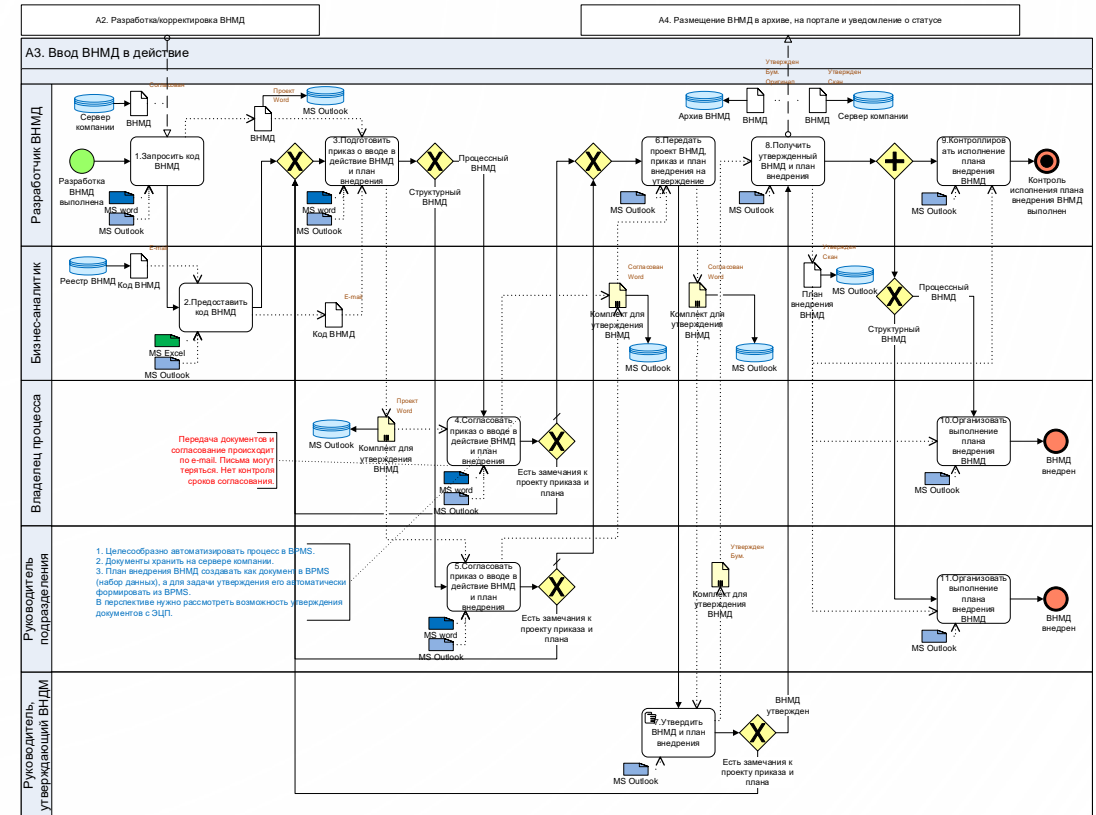 А2. Разработка/корректировка ВНМД
А4. Размещение ВНМД в архиве, на портале и уведомление о статусе
А3. Ввод ВНМД в действие
Разработчик ВНМД
Согласован
Сервер
компании
ВНМД
Проект
Word
ВНМД
MS Outlook
Разработка
ВНМД
выполнена
1.Запросить код
ВНМД
MS word
MS Outlook
3.Подготовить
приказ о вводе в
действие ВНМД
и план
внедрения
MS word
MS Outlook
Процессный
ВНМД
Структурный
ВНМД
6.Передать
проект ВНМД,
приказ и план
внедрения на
утверждение
MS Outlook
Утвержден
Бум.
Оригинал
Утвержден
Скан
Архив ВНМД
ВНМД
ВНМД
Сервер компании
8.Получить
утвержденный
ВНМД и план
внедрения
MS Outlook
9.Контролиров
ать исполнение
плана
внедрения
ВНМД
MS Outlook
Контроль
исполнения плана
внедрения ВНМД
выполнен
Бизнес-аналитик
E-mail
Реестр ВНМД
Код ВНМД
2.Предоставить
код ВНМД
MS Excel
MS Outlook
E-mail
Код ВНМД
Согласован
Word
Комплект для
утверждения
ВНМД
MS Outlook
Согласован
Word
Комплект для
утверждения
ВНМД
MS Outlook
Утвержден
Скан
План
внедрения
ВНМД
MS Outlook
Процессный
ВНМД
Структурный
ВНМД
Владелец процесса
Передача документов и
согласование происходит
по e-mail. Письма могут
теряться. Нет контроля
сроков согласования.
Проект
Word
MS Outlook
Комплект для
утверждения
ВНМД
4.Согласовать
приказ о вводе в
действие ВНМД
и план
внедрения
MS word
MS Outlook
Есть замечания к
проекту приказа и
плана
10.Организовать
выполнение
плана
внедрения
ВНМД
MS Outlook
ВНМД
внедрен
Руководитель
подразделения
1. Целесообразно автоматизировать процесс в BPMS.
2. Документы хранить на сервере компании.
3. План внедрения ВНМД создавать как документ в BPMS
(набор данных), а для задачи утверждения его автоматически
формировать из BPMS.
В перспективе нужно рассмотреть возможность утверждения
документов с ЭЦП.
5.Согласовать
приказ о вводе в
действие ВНМД
и план
внедрения
MS word
MS Outlook
Есть замечания к
проекту приказа и
плана
Утвержден
Бум.
Комплект для
утверждения
ВНМД
11.Организовать
выполнение
плана
внедрения
ВНМД
MS Outlook
ВНМД
внедрен
Руководитель,
утверждающий ВНДМ
7.Утвердить
ВНМД и план
внедрения
MS Outlook
ВНМД
утвержден
Есть замечания к
проекту приказа и
плана